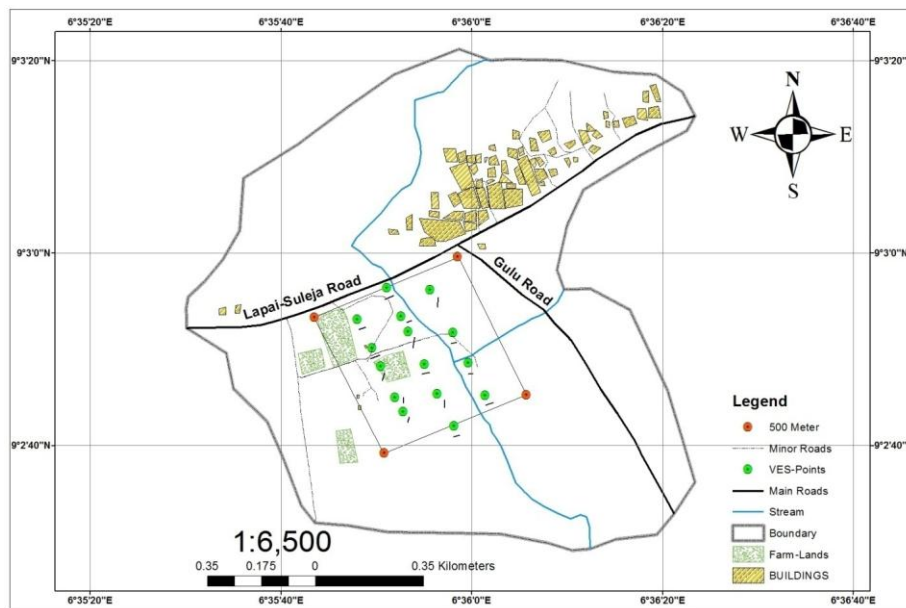 6°35'20"E 6°35'40"E 6°36'0"E 6°36'20"E 6°36'40"E
9°3'20"N 9°3'20"N
N
W E
S
9°3'0"N 9°3'0"N
Lapai-Suleja Road
Gulu Road
Legend
500 Meter
Minor Roads
9°2'40"N 9°2'40"N
VES-Points
Main Roads
Stream
Boundary
Farm-Lands
BUILDINGS
1:6,500
0.35 0.175 0 0.35 Kilometers
6°35'20"E 6°35'40"E 6°36'0"E 6°36'20"E 6°36'40"E